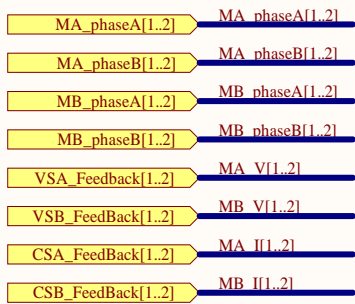 MA_phaseA[1..2] MA_phaseA[1..2]
MA_phaseB[1..2] MA_phaseB[1..2]
MB_phaseA[1..2] MB_phaseA[1..2]
MB_phaseB[1..2] MB_phaseB[1..2]
VSA_Feedback[1..2] MA_V[1..2]
VSB_FeedBack[1..2] MB_V[1..2]
CSA_FeedBack[1..2] MA_I[1..2]
CSB_FeedBack[1..2] MB_I[1..2]